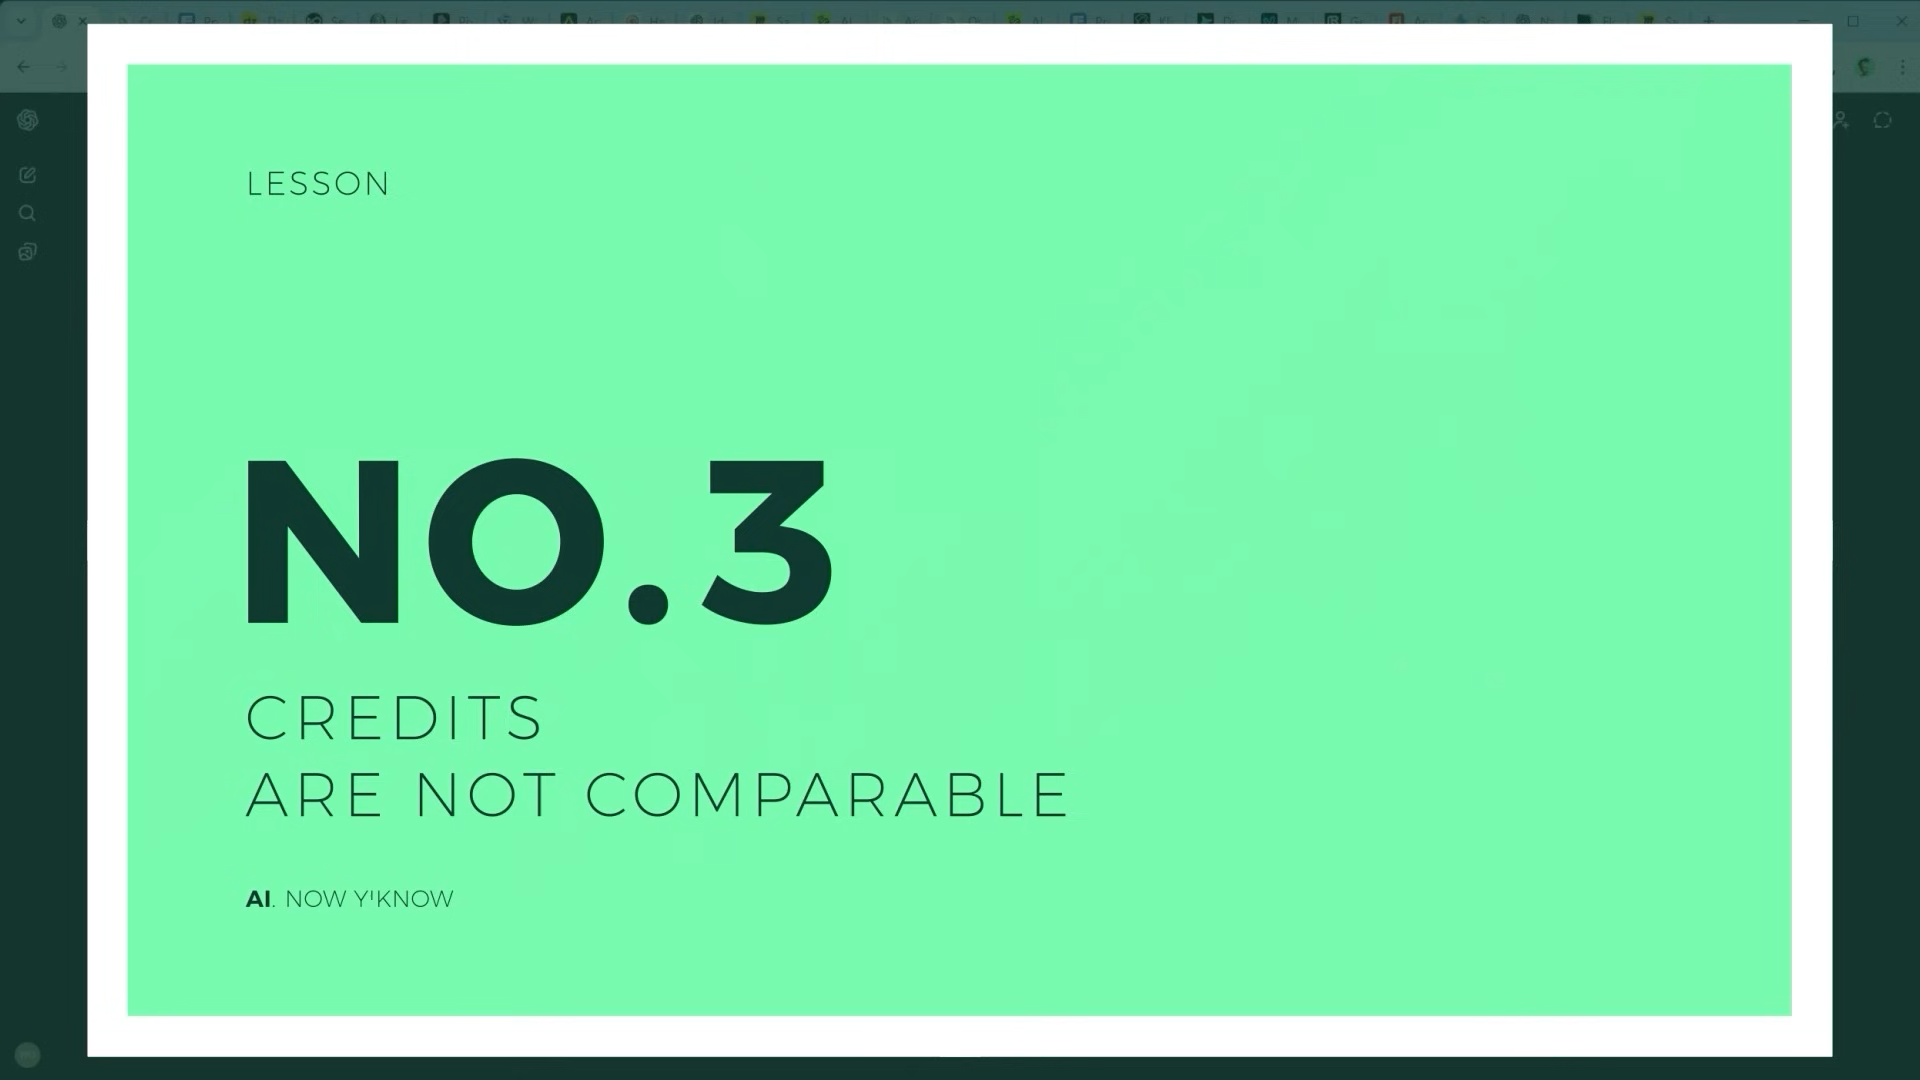 LESSON
NO.3
CREDITS
ARE NOT COMPARABLE
AI. NOW Y'KNOW